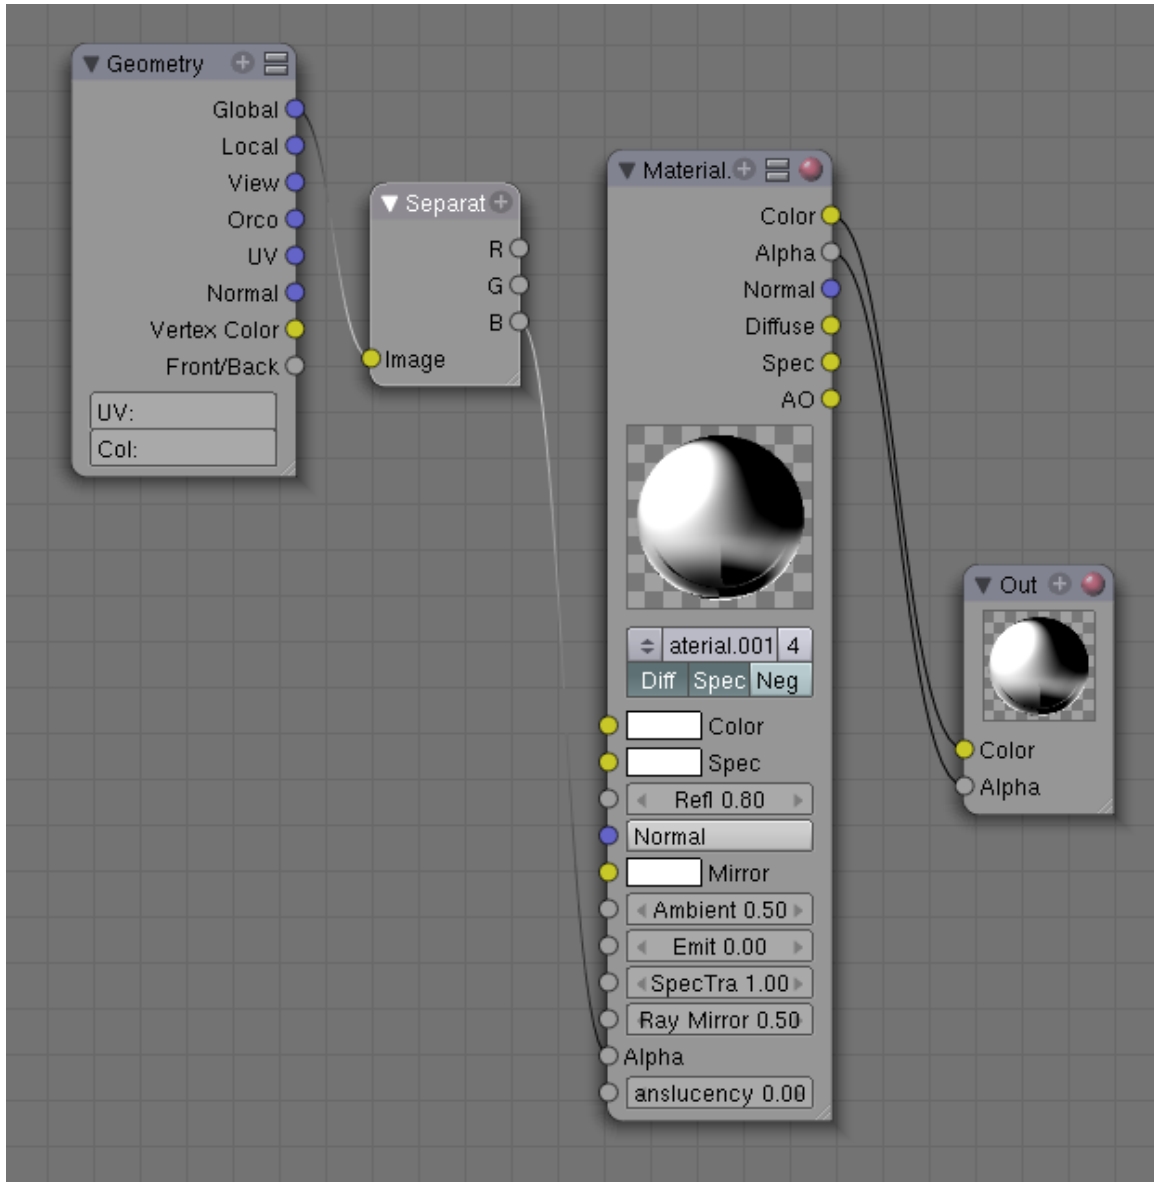 Geometry
Global
Local
View
Orco
UV
Normal
Vertex Color
Front/Back
UV:
Col:
Separat
R
G
B
Image
Material.
Color
Alpha
Normal
Diffuse
Spec
AO
aterial.001 4
Diff Spec Neg
Color
Spec
Refl 0.80
Normal
Mirror
Ambient 0.50
Emit 0.00
SpecTra 1.00
Ray Mirror 0.50
Alpha
anslucency 0.00
Out
Color
Alpha